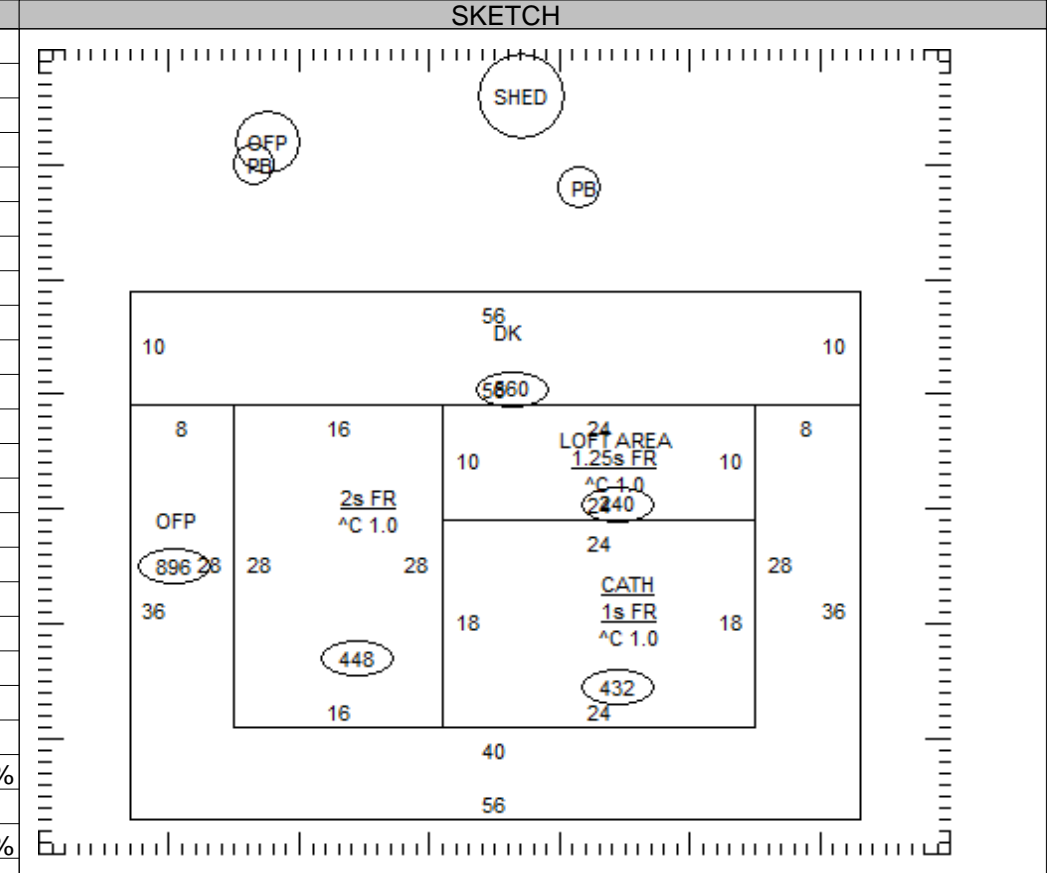 SKETCH
SHED
OFP
PB
PB
56
DK
10 10
56 560
8 16 24 8
LOFT AREA
10 1.25s FR 10
^C 1.0
24 240
2s FR
^C 1.0
OFP
24
896 28 28 28 28
CATH
36 1s FR 36
18 18
^C 1.0
448
432
16 24
40
%
56
%